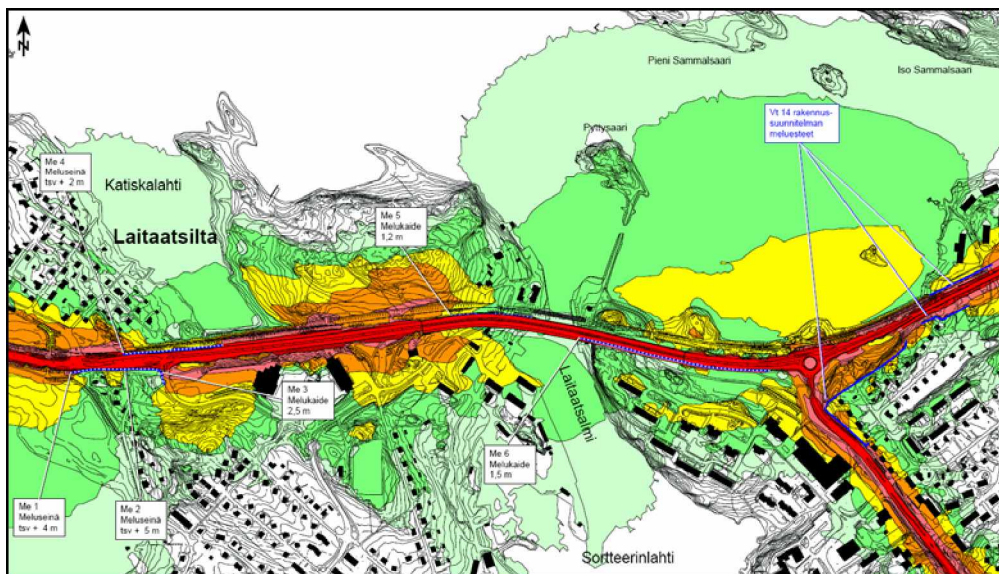 N
Pieni Sammalsaari
Iso Sammalsaari
Vt 14 rakennus-
suunnitelman
meluesteet
Pyttysaari
Me 4
Meluseinä
tsv + 2 m
Katiskalahti
Laitaatsilta
Me 5
Melukaide
1,2 m
Me 3
Melukaide
2,5 m
Laitaatsalmi
Me 6
Melukaide
1,5 m
Me 1
Meluseinä
tsv + 4 m
Me 2
Meluseinä
tsv + 5 m
Sortteerinlahti